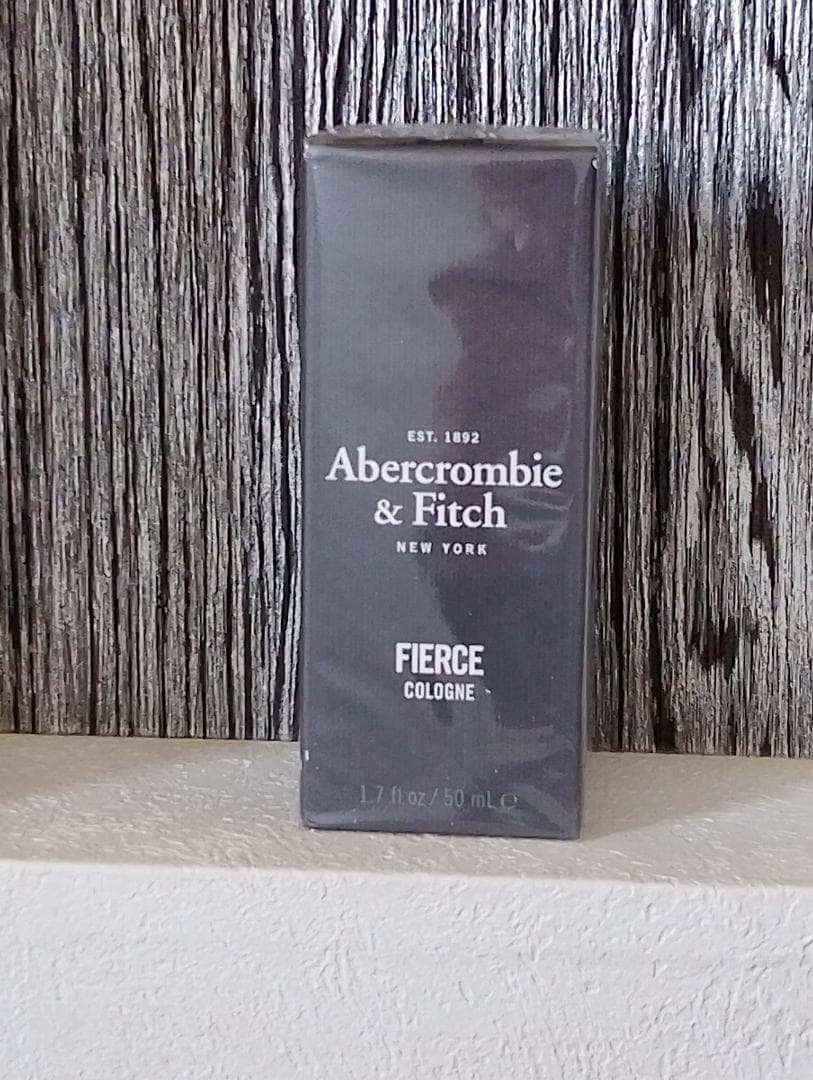 EST. 1892
Abercrombie
& Fitch
NEW YORK
FIERCE
COLOGNE
1.7 fl oz / 50 mL ℮